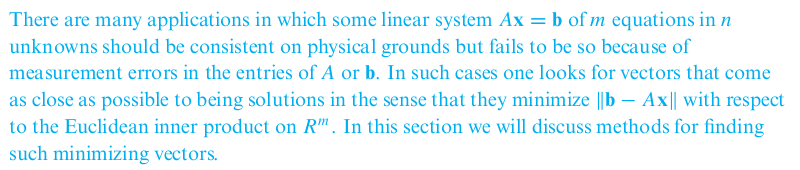 There are many applications in which some linear system Ax = b of m equations in n
unknowns should be consistent on physical grounds but fails to be so because of
measurement errors in the entries of A or b. In such cases one looks for vectors that come
as close as possible to being solutions in the sense that they minimize ‖b − Ax‖ with respect
to the Euclidean inner product on Rᵐ. In this section we will discuss methods for finding
such minimizing vectors.